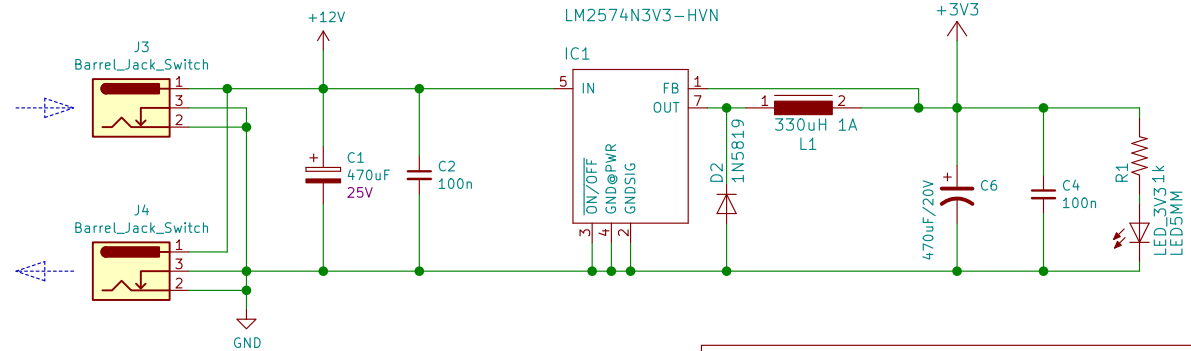 LM2574N3V3-HVN
+12V
+3V3
J3
Barrel_Jack_Switch
1
3
2
IC1
5 IN
FB 1
OUT 7
ON/OFF
GND@PWR
GNDSIG
3
4
2
C1
470uF
25V
C2
100n
D2
1N5819
1 2
330uH 1A
L1
C6
470uF/20V
C4
100n
R1
1k
LED_3V3
LED5MM
J4
Barrel_Jack_Switch
1
3
2
GND